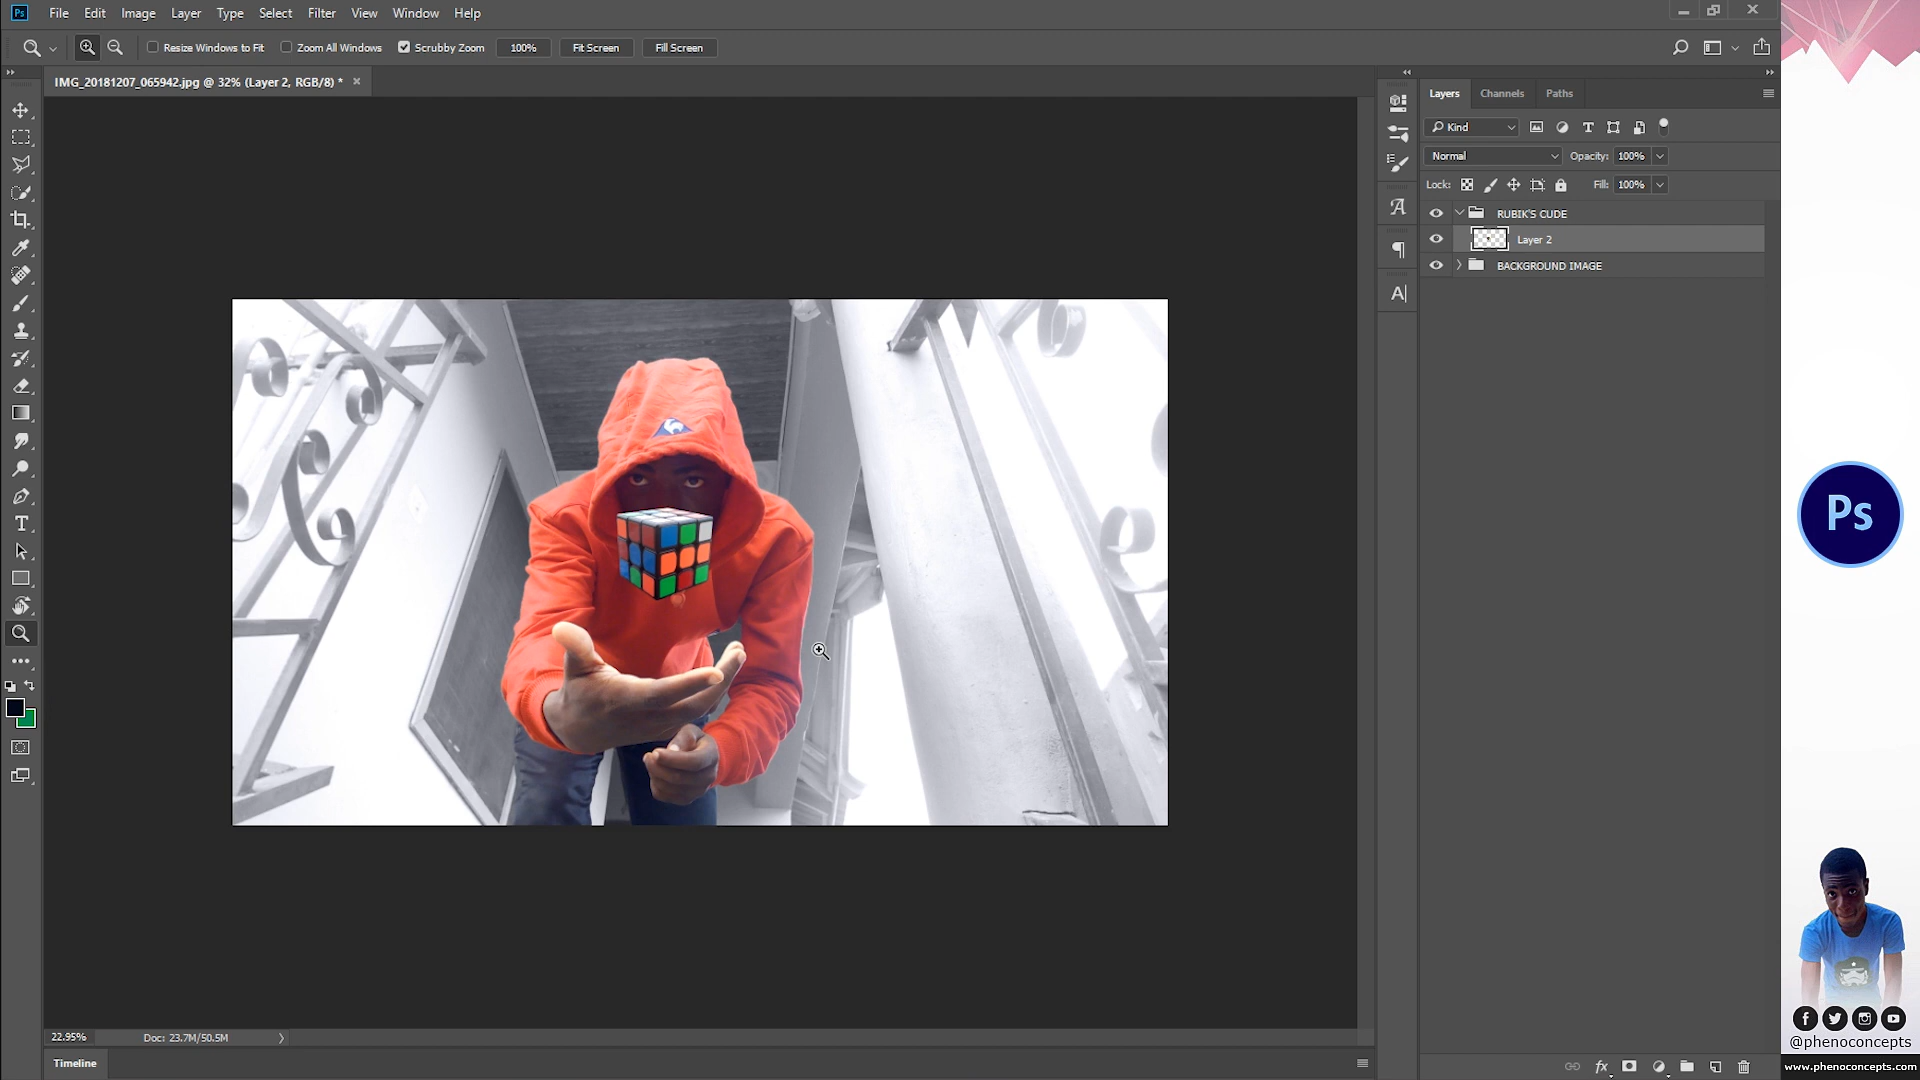 Ps File Edit Image Layer Type Select Filter View Window Help
Resize Windows to Fit Zoom All Windows Scrubby Zoom 100% Fit Screen Fill Screen
IMG_20181207_065942.jpg @ 32% (Layer 2, RGB/8) *
Layers Channels Paths
Kind
Normal Opacity: 100%
Lock: Fill: 100%
RUBIK'S CUDE
Layer 2
BACKGROUND IMAGE
Ps
22.95% Doc: 23.7M/50.5M
Timeline
@phenoconcepts
www.phenoconcepts.com